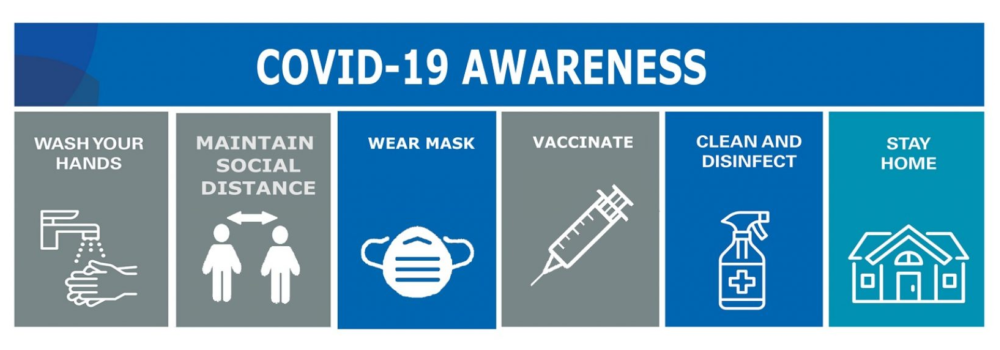 COVID-19 AWARENESS
WASH YOUR
HANDS
MAINTAIN
SOCIAL
DISTANCE
WEAR MASK
VACCINATE
CLEAN AND
DISINFECT
STAY
HOME